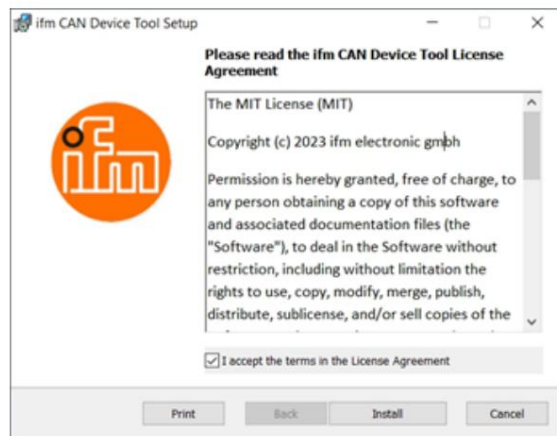 ifm CAN Device Tool Setup
Please read the ifm CAN Device Tool License
Agreement
The MIT License (MIT)
Copyright (c) 2023 ifm electronic gmbh
Permission is hereby granted, free of charge, to
any person obtaining a copy of this software
and associated documentation files (the
"Software"), to deal in the Software without
restriction, including without limitation the
rights to use, copy, modify, merge, publish,
distribute, sublicense, and/or sell copies of the
ifm
I accept the terms in the License Agreement
Print
Back
Install
Cancel